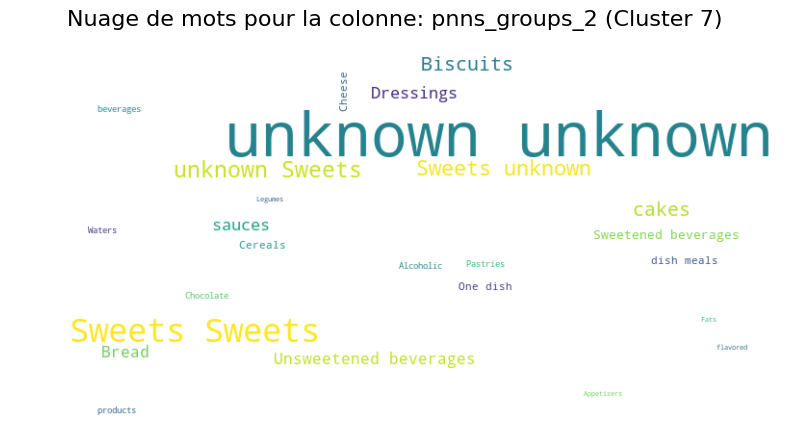 Nuage de mots pour la colonne: pnns_groups_2 (Cluster 7)
Biscuits
Cheese
Dressings
beverages
unknown unknown
unknown Sweets
Sweets unknown
Legumes
cakes
sauces
Waters
Sweetened beverages
Cereals
dish meals
Alcoholic
Pastries
One dish
Chocolate
Fats
Sweets Sweets
flavored
Bread
Unsweetened beverages
Appetizers
products